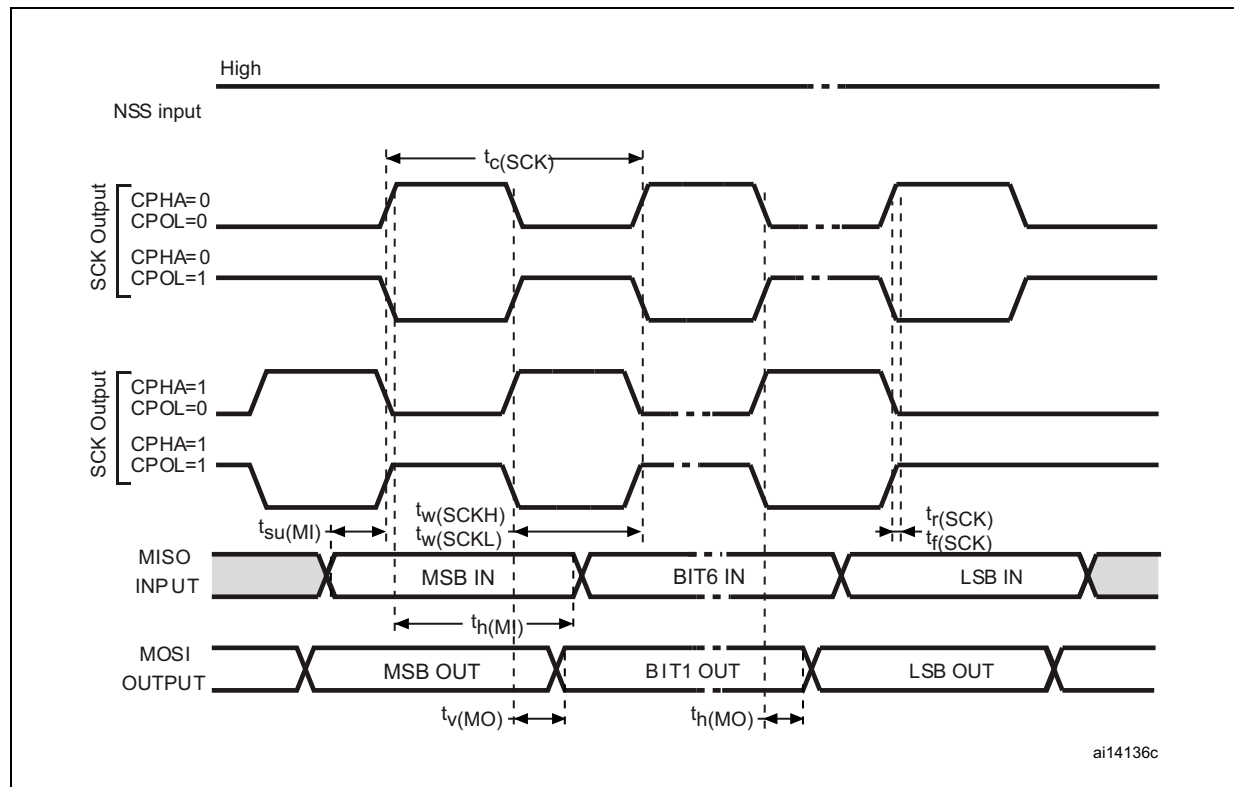 High
NSS input
tc(SCK)
SCK Output
CPHA=0
CPOL=0
CPHA=0
CPOL=1
SCK Output
CPHA=1
CPOL=0
CPHA=1
CPOL=1
tw(SCKH)
tw(SCKL)
tr(SCK)
tf(SCK)
tsu(MI)
MISO
INPUT
MSB IN
BIT6 IN
LSB IN
th(MI)
MOSI
OUTPUT
MSB OUT
BIT1 OUT
LSB OUT
tv(MO)
th(MO)
ai14136c